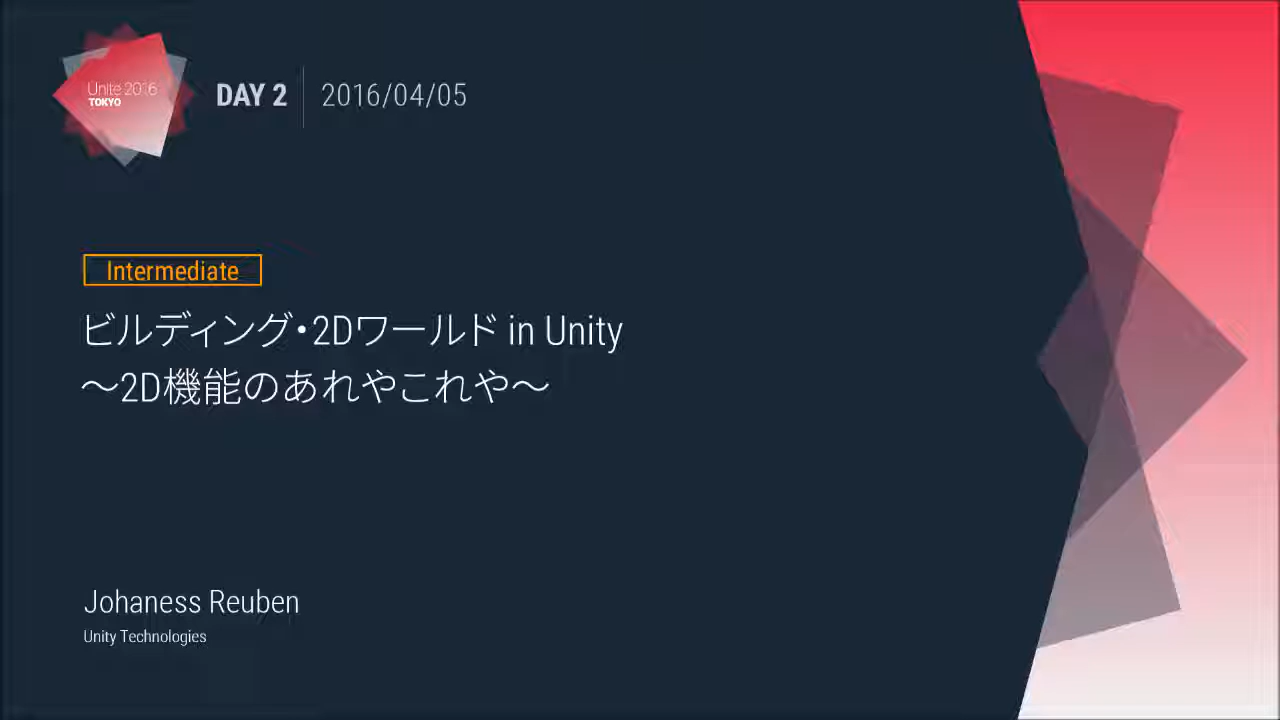 Unite 2016
TOKYO
DAY 2
2016/04/05
Intermediate
ビルディング・2Dワールド in Unity
〜2D機能のあれやこれや〜
Johaness Reuben
Unity Technologies